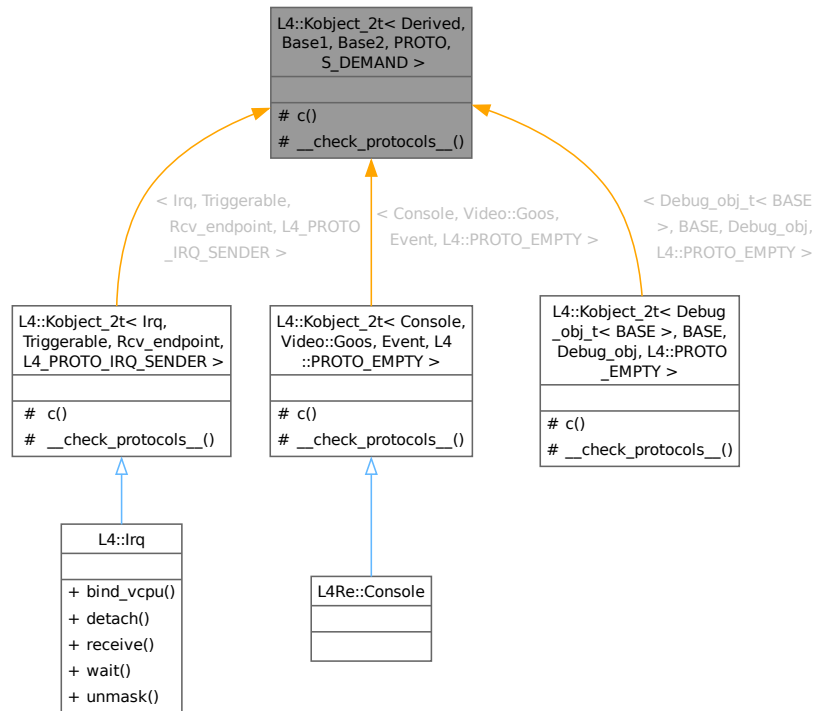 L4::Kobject_2t< Derived,
Base1, Base2, PROTO,
S_DEMAND >
# c()
# __check_protocols__()
< Irq, Triggerable,
Rcv_endpoint, L4_PROTO
_IRQ_SENDER >
< Console, Video::Goos,
Event, L4::PROTO_EMPTY >
< Debug_obj_t< BASE
>, BASE, Debug_obj,
L4::PROTO_EMPTY >
L4::Kobject_2t< Irq,
Triggerable, Rcv_endpoint,
L4_PROTO_IRQ_SENDER >
# c()
# __check_protocols__()
L4::Kobject_2t< Console,
Video::Goos, Event, L4
::PROTO_EMPTY >
# c()
# __check_protocols__()
L4::Kobject_2t< Debug
_obj_t< BASE >, BASE,
Debug_obj, L4::PROTO
_EMPTY >
# c()
# __check_protocols__()
L4::Irq
+ bind_vcpu()
+ detach()
+ receive()
+ wait()
+ unmask()
L4Re::Console